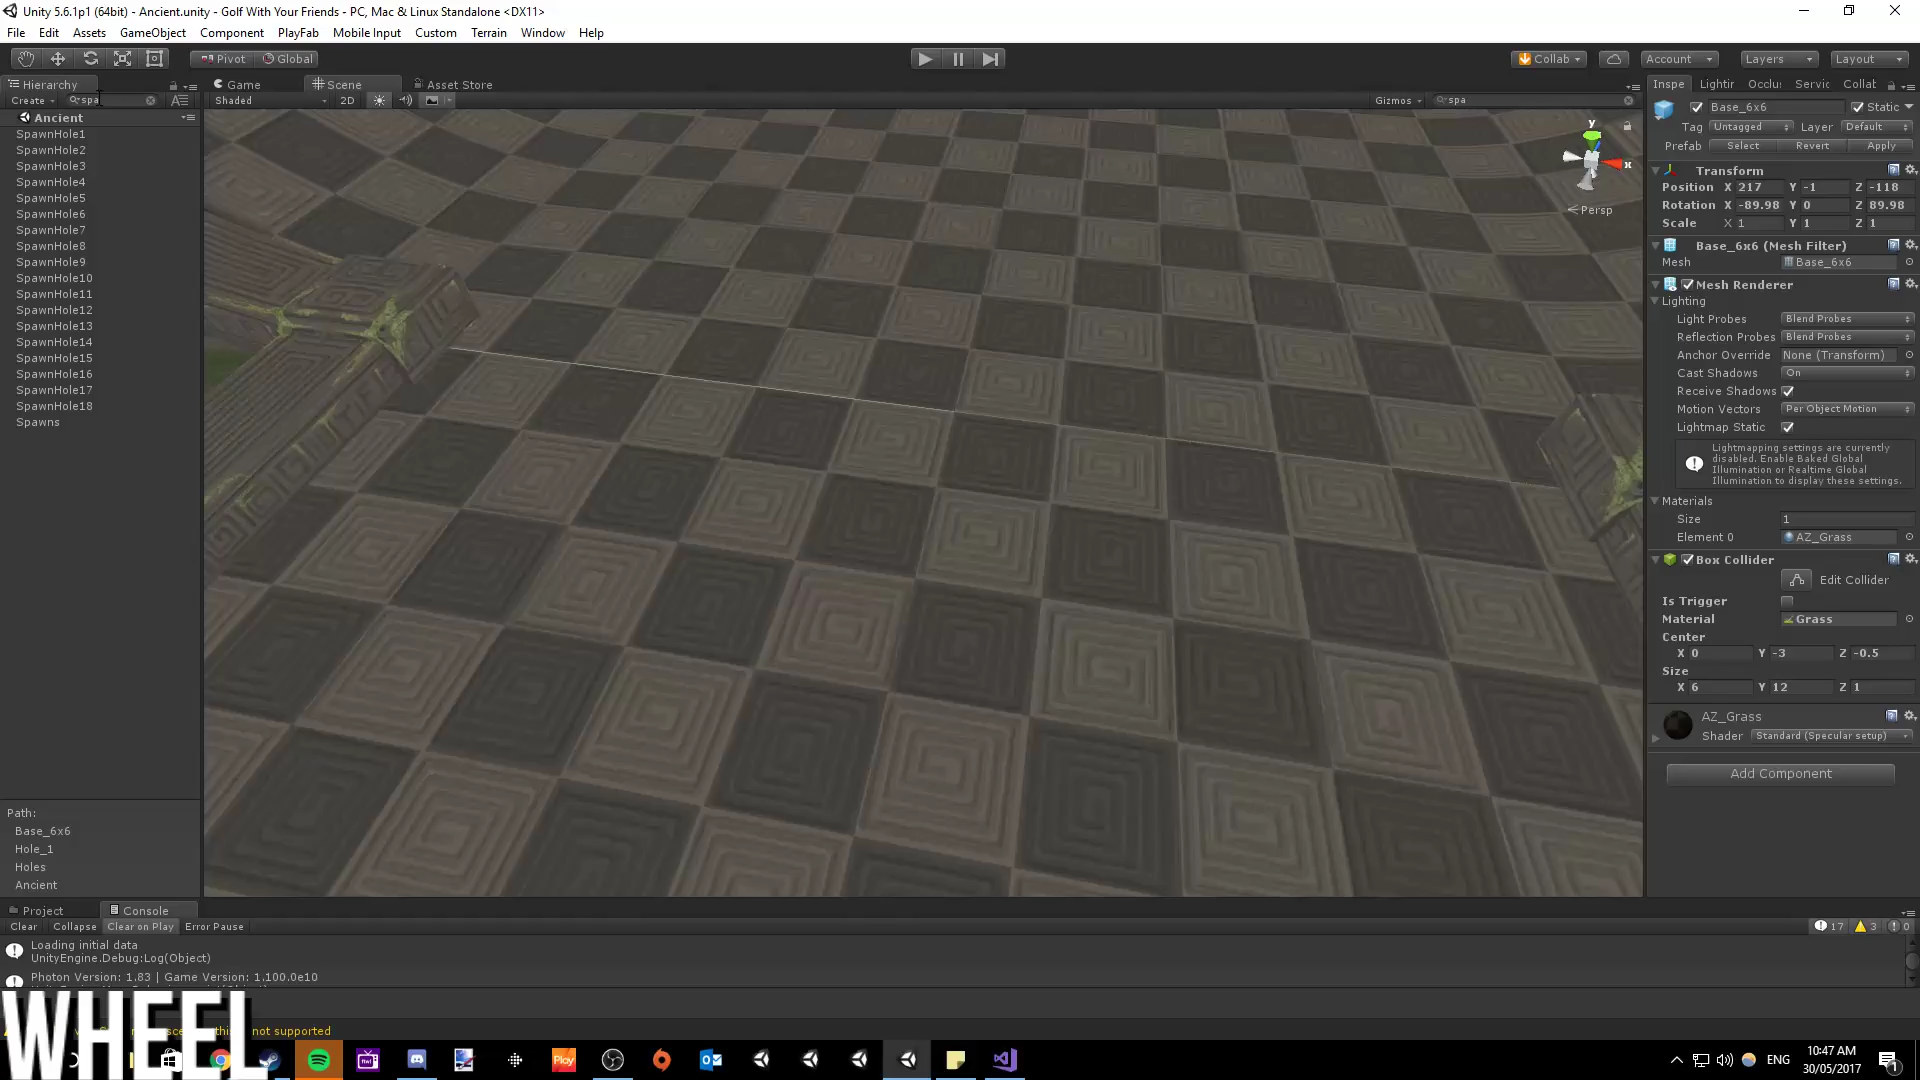 Unity 5.6.1p1 (64bit) - Ancient.unity - Golf With Your Friends - PC, Mac & Linux Standalone <DX11>
File Edit Assets GameObject Component PlayFab Mobile Input Custom Terrain Window Help
Pivot Global Collab Account Layers Layout
Hierarchy Game Scene Asset Store Inspe Lightir Occlu Servic Collat
Create spa Shaded 2D Gizmos spa
Ancient
SpawnHole1
SpawnHole2
SpawnHole3
SpawnHole4
SpawnHole5
SpawnHole6
SpawnHole7
SpawnHole8
SpawnHole9
SpawnHole10
SpawnHole11
SpawnHole12
SpawnHole13
SpawnHole14
SpawnHole15
SpawnHole16
SpawnHole17
SpawnHole18
Spawns
Path:
Base_6x6
Hole_1
Holes
Ancient
y
x
Persp
Base_6x6 Static
Tag Untagged Layer Default
Prefab Select Revert Apply
Transform
Position X 217 Y -1 Z -118
Rotation X -89.98 Y 0 Z 89.98
Scale X 1 Y 1 Z 1
Base_6x6 (Mesh Filter)
Mesh Base_6x6
Mesh Renderer
Lighting
Light Probes Blend Probes
Reflection Probes Blend Probes
Anchor Override None (Transform)
Cast Shadows On
Receive Shadows
Motion Vectors Per Object Motion
Lightmap Static
Lightmapping settings are currently
disabled. Enable Baked Global
Illumination or Realtime Global
Illumination to display these settings.
Materials
Size 1
Element 0 AZ_Grass
Box Collider
Edit Collider
Is Trigger
Material Grass
Center
X 0 Y -3 Z -0.5
Size
X 6 Y 12 Z 1
AZ_Grass
Shader Standard (Specular setup)
Add Component
Project Console
Clear Collapse Clear on Play Error Pause 17 3 0
Loading initial data
UnityEngine.Debug:Log(Object)
Photon Version: 1.83 | Game Version: 1.100.0e10
not supported
WHEEL
Play
ENG
10:47 AM
30/05/2017
1